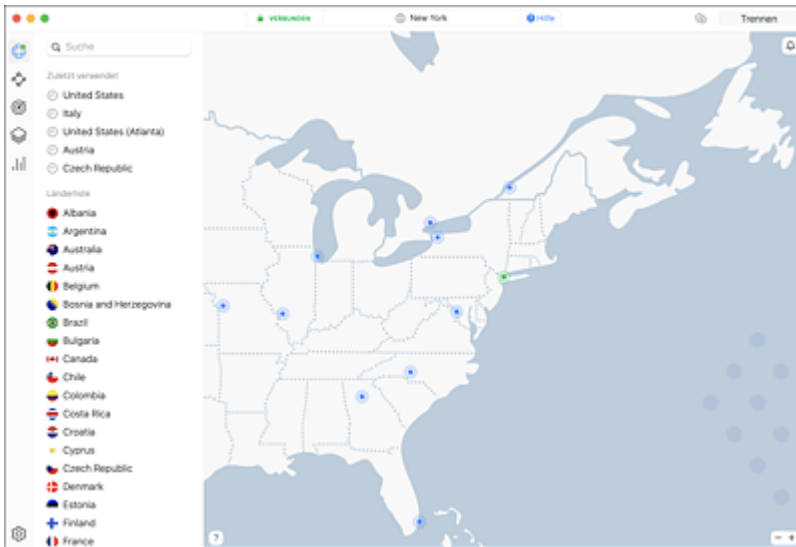 VERBUNDEN
New York
Hilfe
Trennen
Suche
Zuletzt verwendet
United States
Italy
United States (Atlanta)
Austria
Czech Republic
Länderliste
Albania
Argentina
Australia
Austria
Belgium
Bosnia and Herzegovina
Brazil
Bulgaria
Canada
Chile
Colombia
Costa Rica
Croatia
Cyprus
Czech Republic
Denmark
Estonia
Finland
France
?
− +